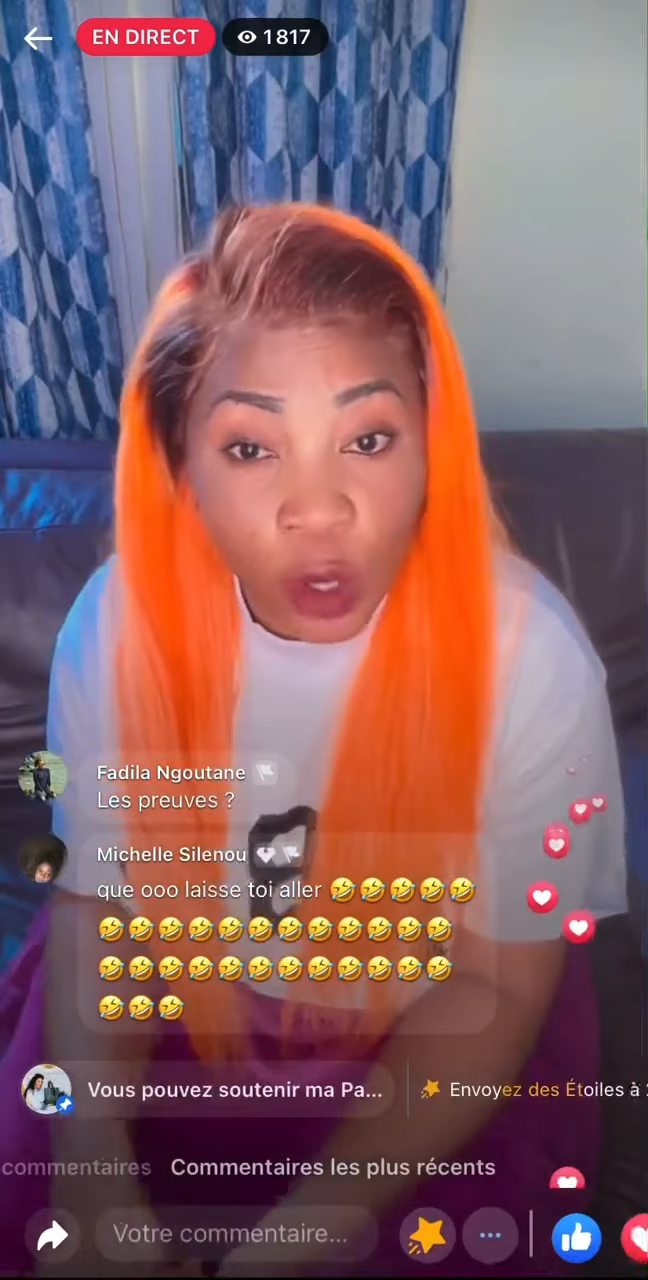 EN DIRECT 1817
Fadila Ngoutane
Les preuves ?
Michelle Silenou
que ooo laisse toi aller 🤣🤣🤣🤣🤣
🤣🤣🤣🤣🤣🤣🤣🤣🤣🤣🤣🤣
🤣🤣🤣🤣🤣🤣🤣🤣🤣🤣🤣🤣
🤣🤣🤣
Vous pouvez soutenir ma Pa... Envoyez des Étoiles à
commentaires Commentaires les plus récents
Votre commentaire...